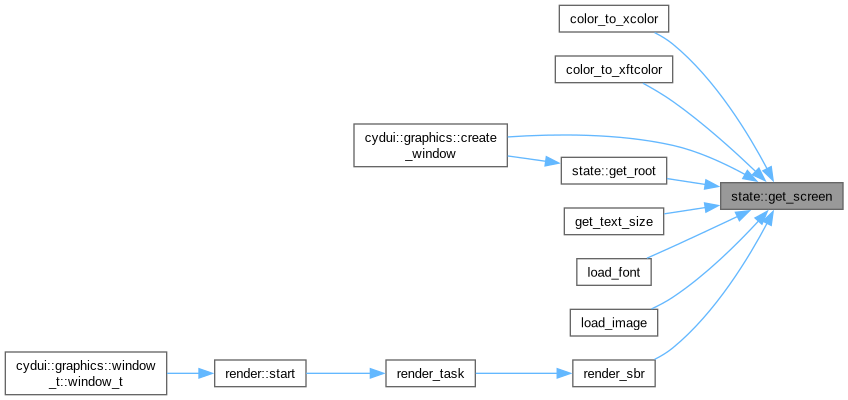 color_to_xcolor
color_to_xftcolor
cydui::graphics::create
_window
state::get_root
state::get_screen
get_text_size
load_font
load_image
cydui::graphics::window
_t::window_t
render::start
render_task
render_sbr